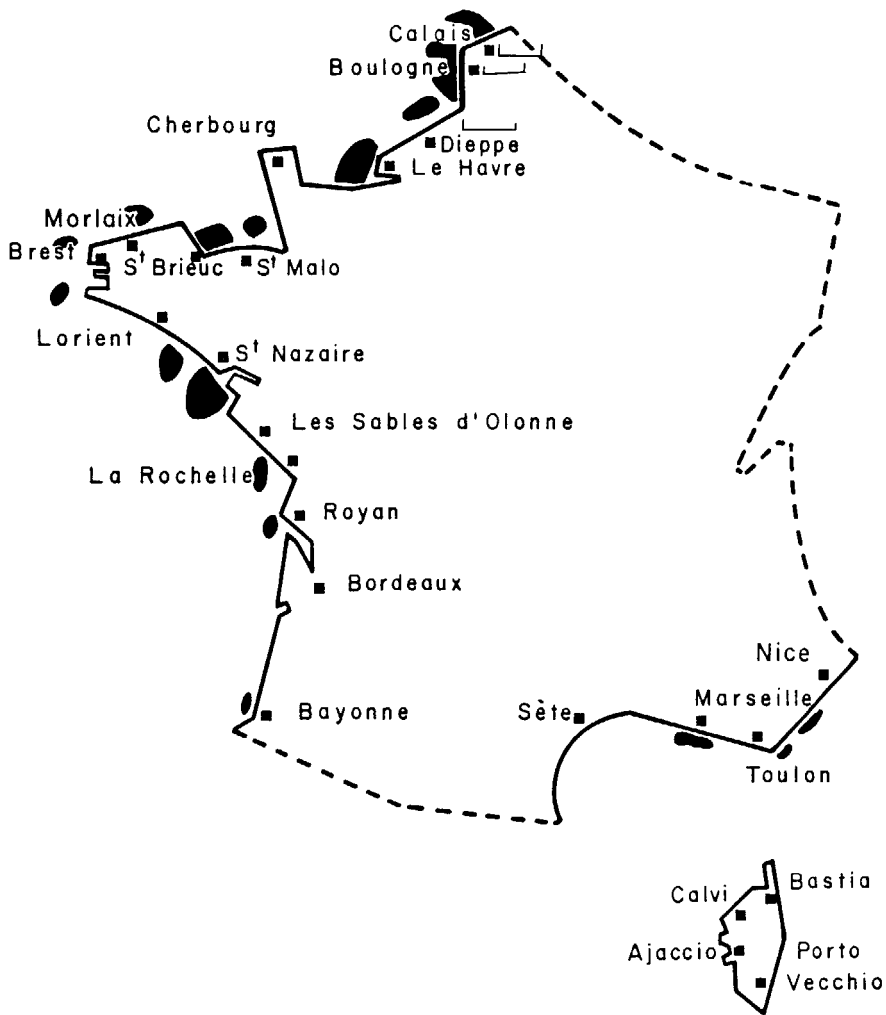 Calais
Boulogne
Cherbourg
Dieppe
Le Havre
Morlaix
Brest
St Brieuc
St Malo
Lorient
St Nazaire
Les Sables d'Olonne
La Rochelle
Royan
Bordeaux
Nice
Marseille
Bayonne
Sète
Toulon
Bastia
Calvi
Ajaccio
Porto
Vecchio